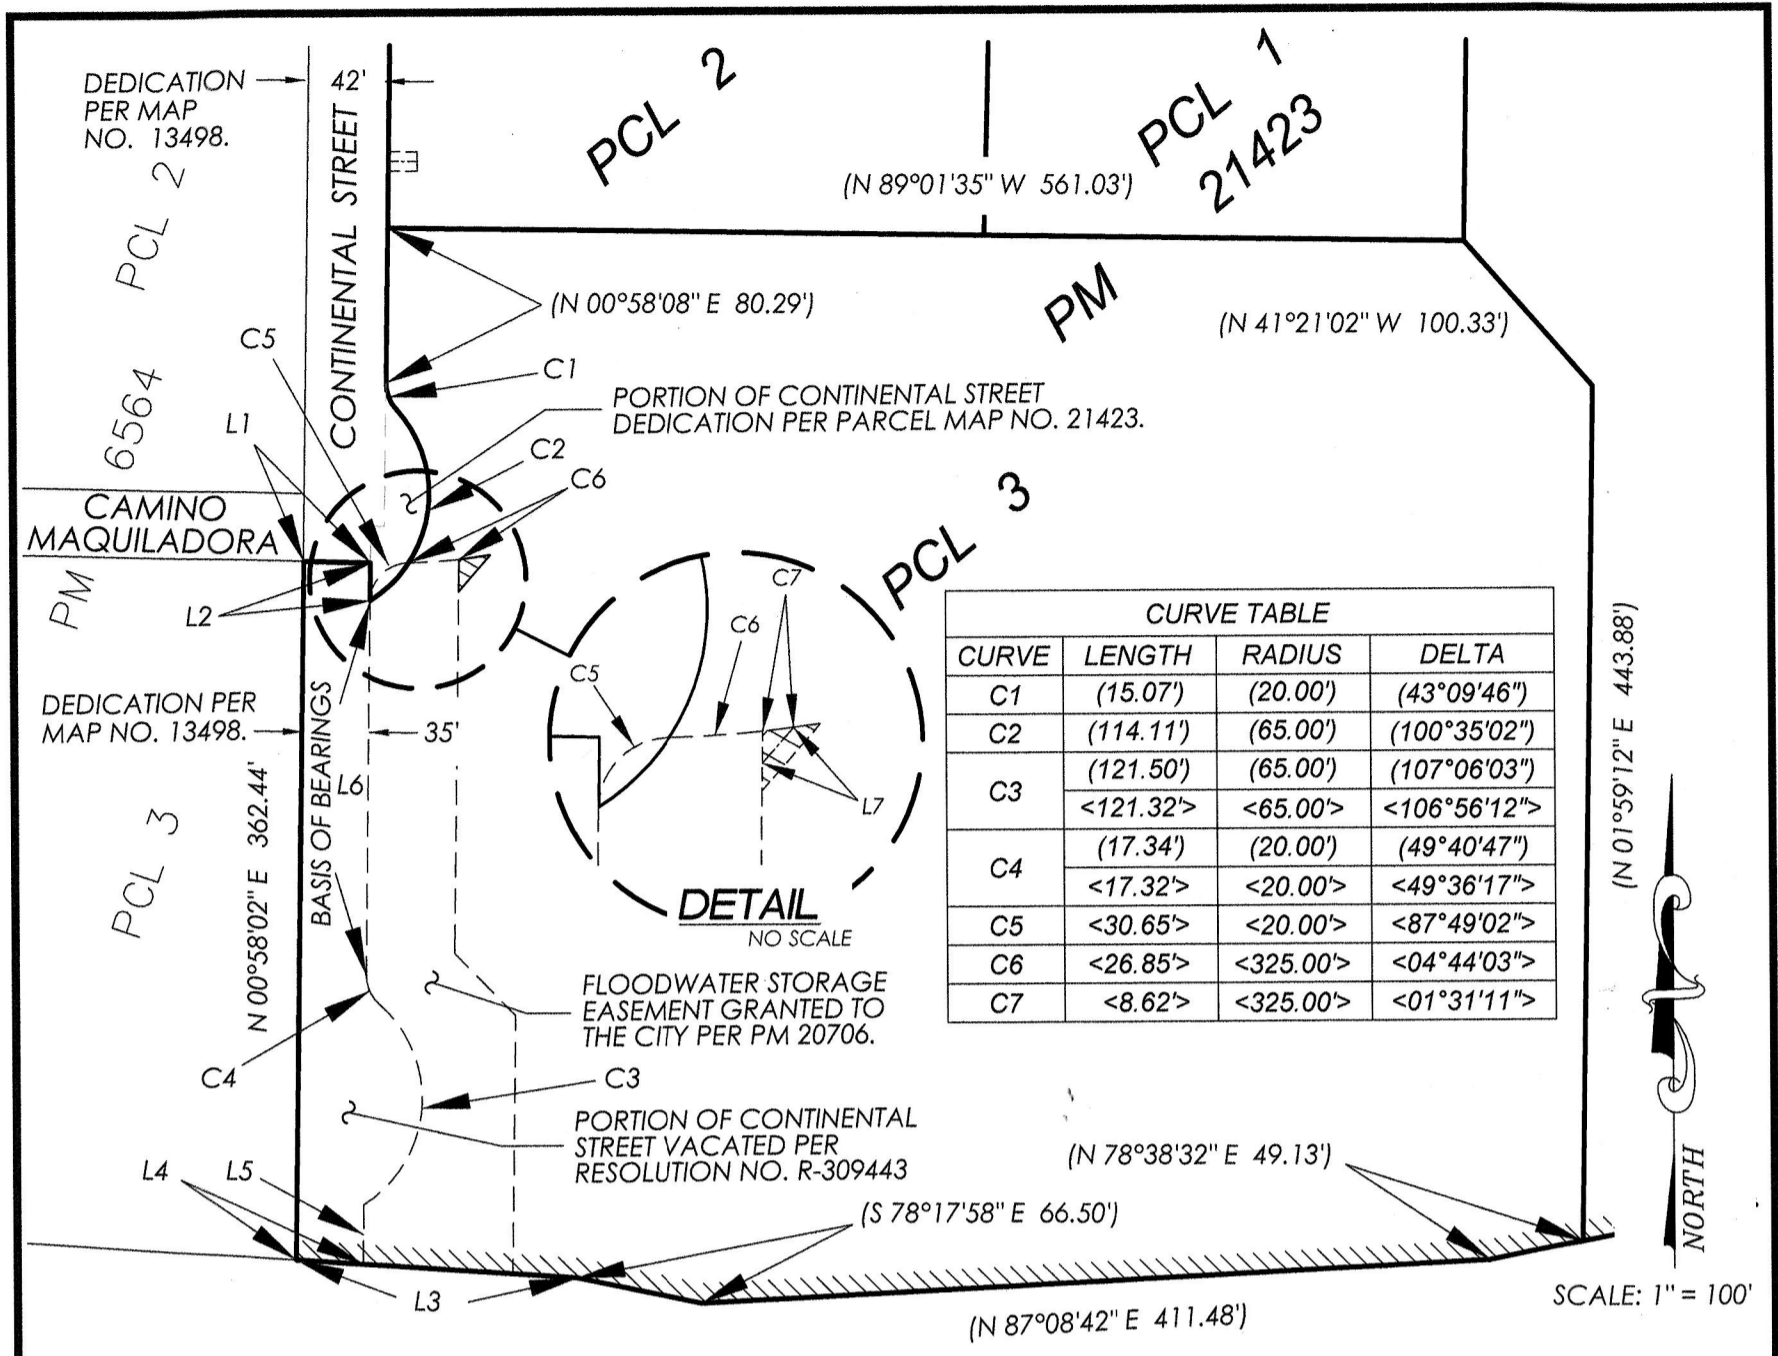 DEDICATION
PER MAP
NO. 13498.
42'
CONTINENTAL STREET
PCL 2
PCL 1
21423
(N 89°01'35" W 561.03')
PCL 2
6564
PM
PCL 3
(N 00°58'08" E 80.29')
PM
(N 41°21'02" W 100.33')
C5
C1
PORTION OF CONTINENTAL STREET
DEDICATION PER PARCEL MAP NO. 21423.
L1
C2
C6
CAMINO
MAQUILADORA
L2
PCL 3
C7
C6
C5
L7
DETAIL
NO SCALE
DEDICATION PER
MAP NO. 13498.
35'
N 00°58'02" E 362.44'
BASIS OF BEARINGS
L6
CURVE TABLE
CURVE LENGTH RADIUS DELTA
C1 (15.07') (20.00') (43°09'46")
C2 (114.11') (65.00') (100°35'02")
C3 (121.50') (65.00') (107°06'03")
<121.32'> <65.00'> <106°56'12">
C4 (17.34') (20.00') (49°40'47")
<17.32'> <20.00'> <49°36'17">
C5 <30.65'> <20.00'> <87°49'02">
C6 <26.85'> <325.00'> <04°44'03">
C7 <8.62'> <325.00'> <01°31'11">
(N 01°59'12" E 443.88')
FLOODWATER STORAGE
EASEMENT GRANTED TO
THE CITY PER PM 20706.
C4
C3
PORTION OF CONTINENTAL
STREET VACATED PER
RESOLUTION NO. R-309443
L4
L5
(N 78°38'32" E 49.13')
(S 78°17'58" E 66.50')
L3
(N 87°08'42" E 411.48')
NORTH
SCALE: 1" = 100'